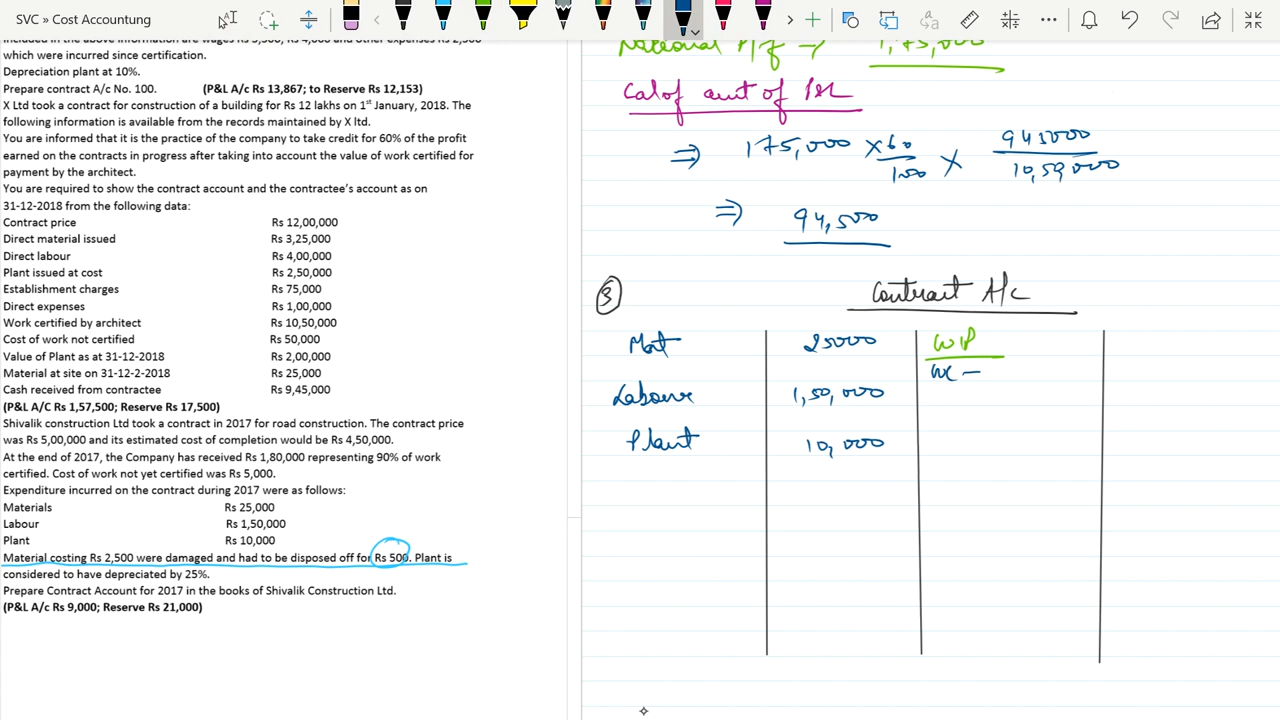 SVC » Cost Accountung
which were incurred since certification.
Depreciation plant at 10%.
Prepare contract A/c No. 100. (P&L A/c Rs 13,867; to Reserve Rs 12,153)
X Ltd took a contract for construction of a building for Rs 12 lakhs on 1st January, 2018. The
following information is available from the records maintained by X ltd.
You are informed that it is the practice of the company to take credit for 60% of the profit
earned on the contracts in progress after taking into account the value of work certified for
payment by the architect.
You are required to show the contract account and the contractee's account as on
31-12-2018 from the following data:
Contract price Rs 12,00,000
Direct material issued Rs 3,25,000
Direct labour Rs 4,00,000
Plant issued at cost Rs 2,50,000
Establishment charges Rs 75,000
Direct expenses Rs 1,00,000
Work certified by architect Rs 10,50,000
Cost of work not certified Rs 50,000
Value of Plant as at 31-12-2018 Rs 2,00,000
Material at site on 31-12-2-2018 Rs 25,000
Cash received from contractee Rs 9,45,000
(P&L A/C Rs 1,57,500; Reserve Rs 17,500)
Shivalik construction Ltd took a contract in 2017 for road construction. The contract price
was Rs 5,00,000 and its estimated cost of completion would be Rs 4,50,000.
At the end of 2017, the Company has received Rs 1,80,000 representing 90% of work
certified. Cost of work not yet certified was Rs 5,000.
Expenditure incurred on the contract during 2017 were as follows:
Materials Rs 25,000
Labour Rs 1,50,000
Plant Rs 10,000
Material costing Rs 2,500 were damaged and had to be disposed off for Rs 500. Plant is
considered to have depreciated by 25%.
Prepare Contract Account for 2017 in the books of Shivalik Construction Ltd.
(P&L A/c Rs 9,000; Reserve Rs 21,000)
1,75,000
Cal of amt of P&L
⇒ 175,000 × 60/100 × 945000/10,50,000
⇒ 94,500
3 Contract A/c
Mat 25000 WIP
WC –
Labour 1,50,000
Plant 10,000